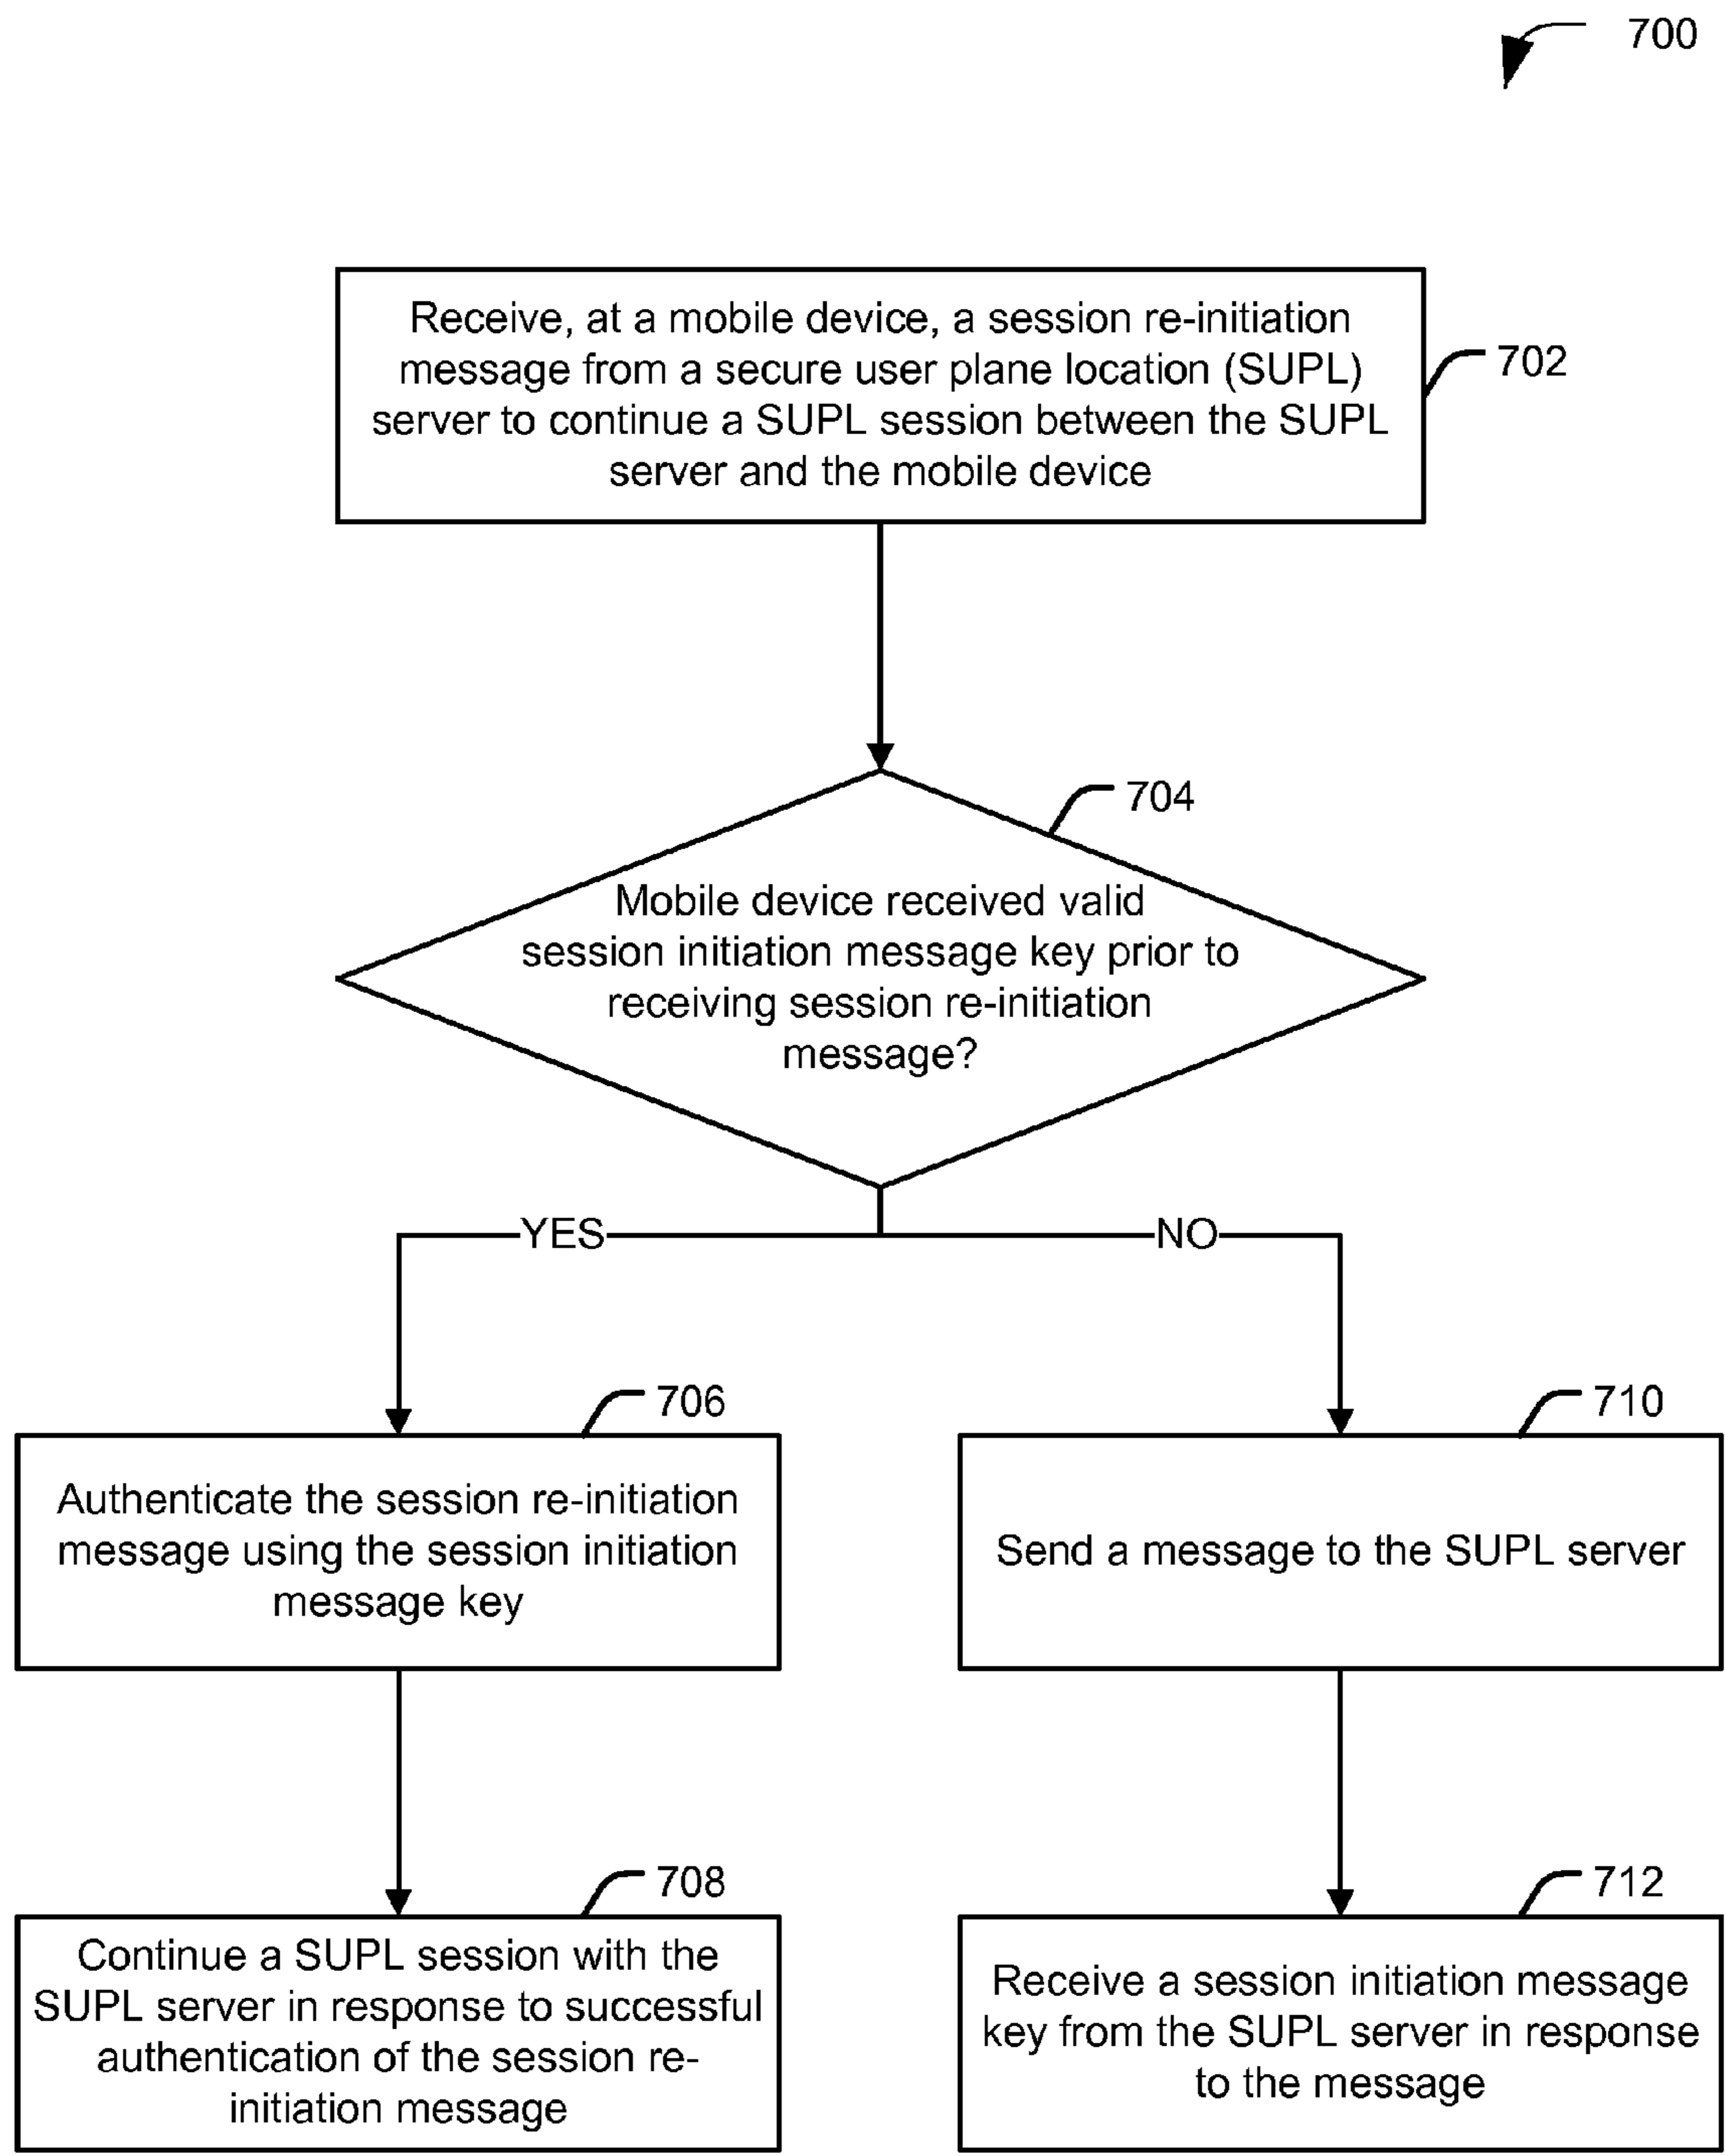 700
Receive, at a mobile device, a session re-initiation
message from a secure user plane location (SUPL)
server to continue a SUPL session between the SUPL
server and the mobile device
702
704
Mobile device received valid
session initiation message key prior to
receiving session re-initiation
message?
YES
NO
706
Authenticate the session re-initiation
message using the session initiation
message key
710
Send a message to the SUPL server
708
Continue a SUPL session with the
SUPL server in response to successful
authentication of the session re-
initiation message
712
Receive a session initiation message
key from the SUPL server in response
to the message